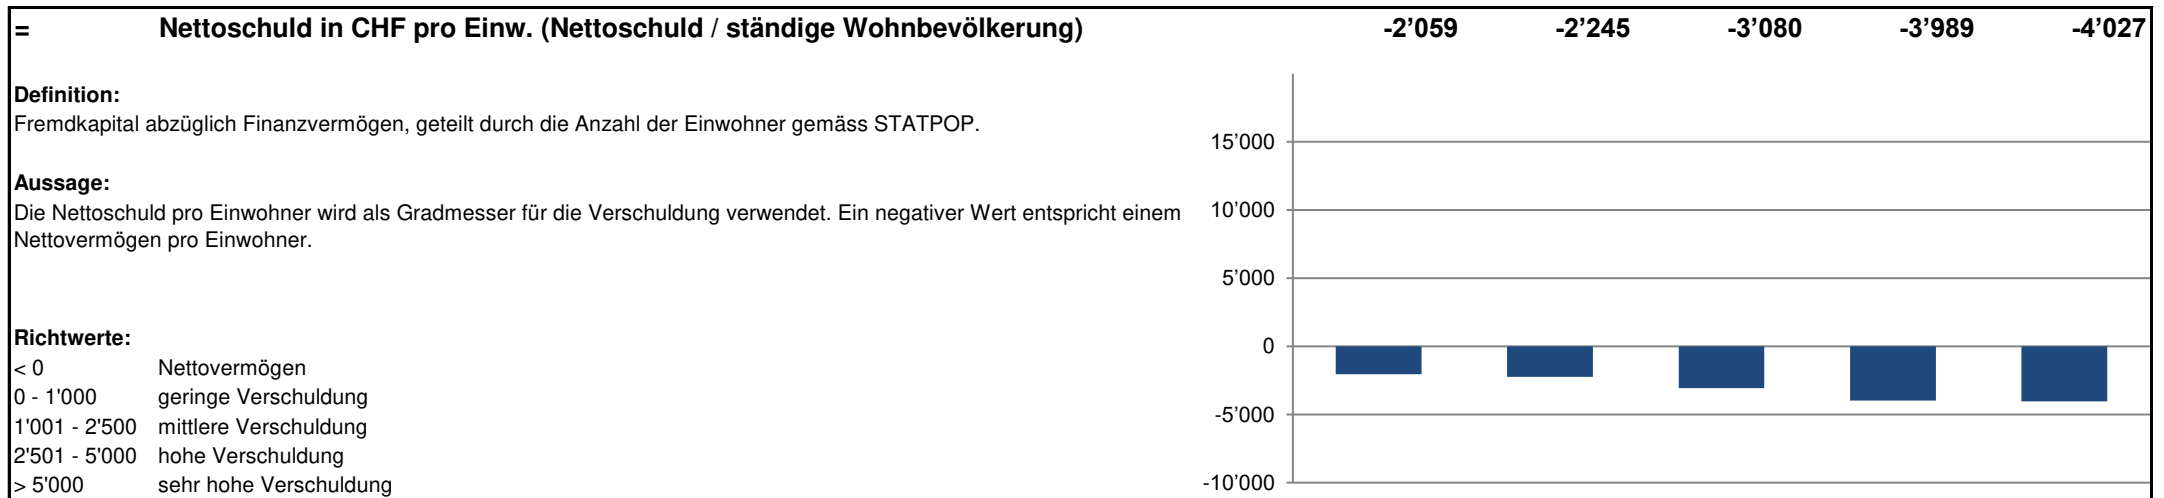 = Nettoschuld in CHF pro Einw. (Nettoschuld / ständige Wohnbevölkerung) -2’059 -2’245 -3’080 -3’989 -4’027
Definition:
Fremdkapital abzüglich Finanzvermögen, geteilt durch die Anzahl der Einwohner gemäss STATPOP.
Aussage:
Die Nettoschuld pro Einwohner wird als Gradmesser für die Verschuldung verwendet. Ein negativer Wert entspricht einem
Nettovermögen pro Einwohner.
Richtwerte:
< 0 Nettovermögen
0 - 1'000 geringe Verschuldung
1'001 - 2'500 mittlere Verschuldung
2'501 - 5'000 hohe Verschuldung
> 5'000 sehr hohe Verschuldung
15’000
10’000
5’000
0
-5’000
-10’000